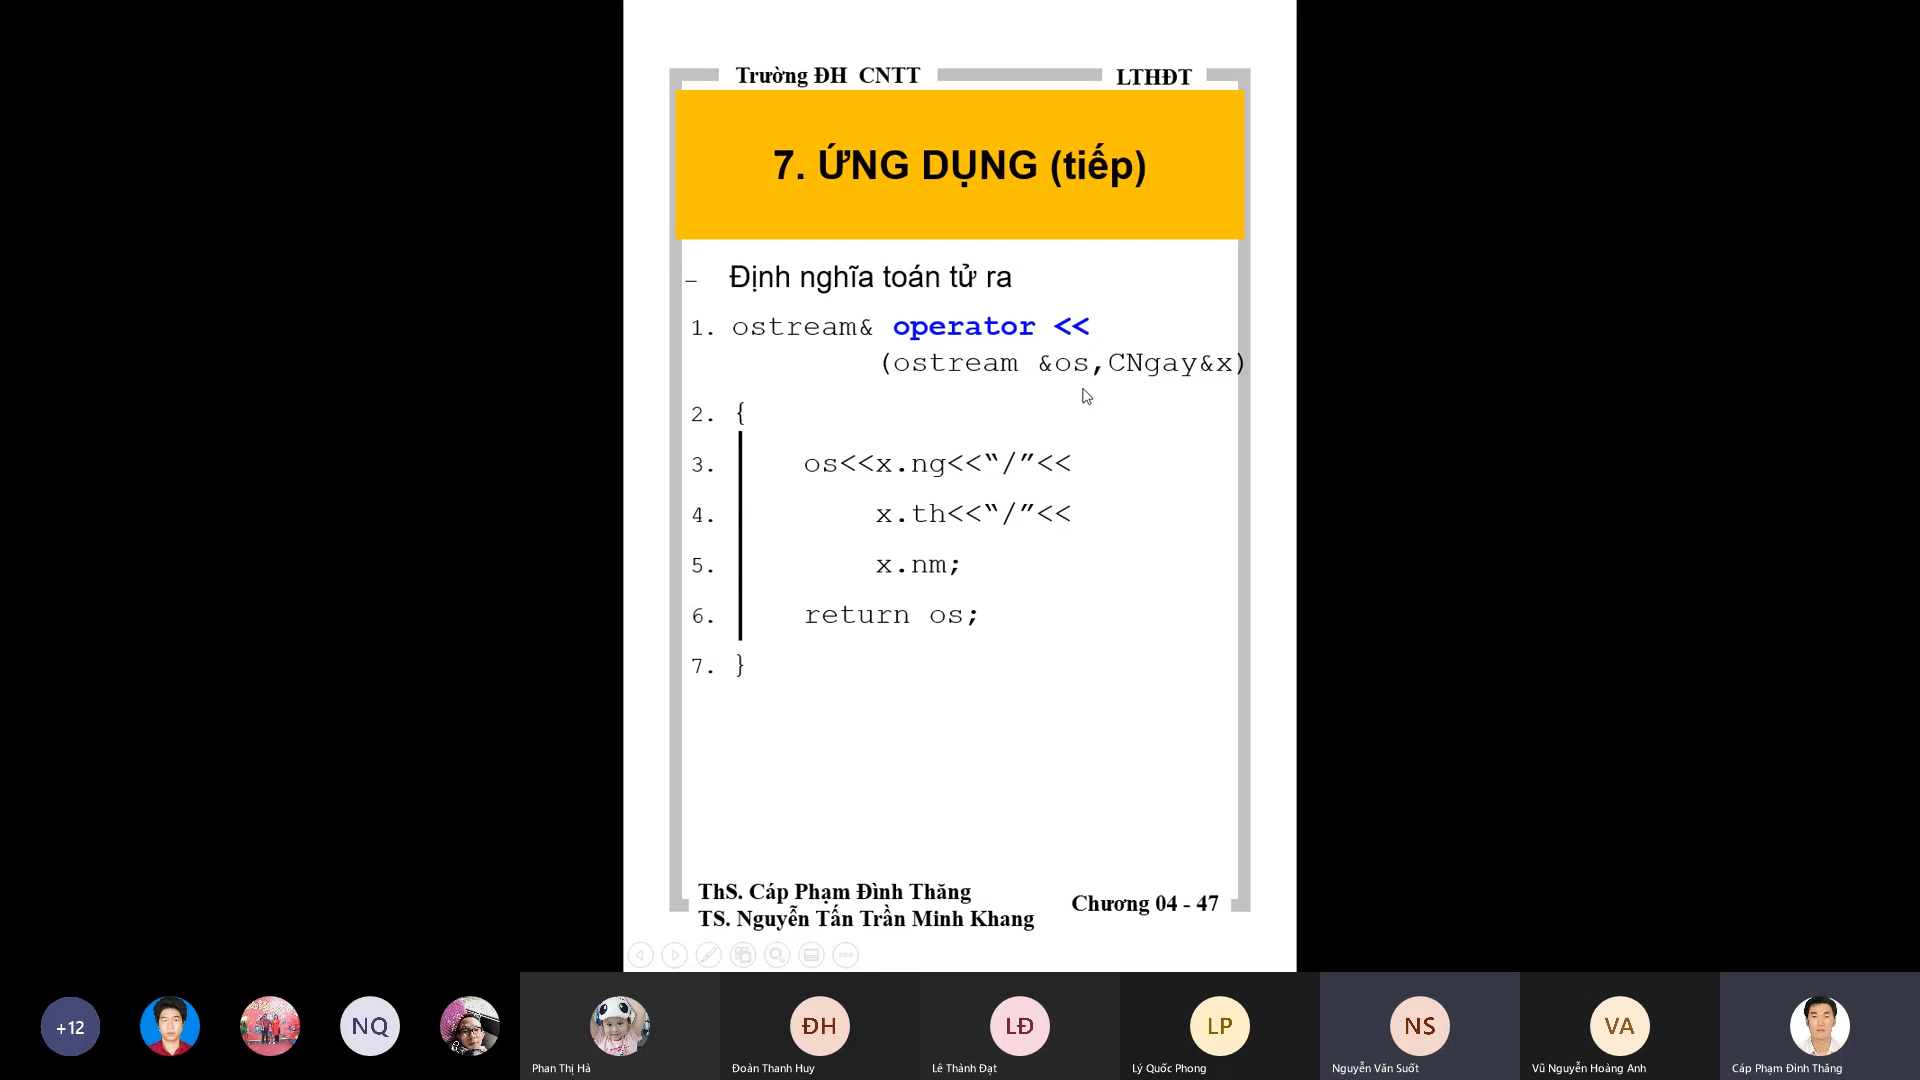 Trường ĐH CNTT
LTHĐT
7. ỨNG DỤNG (tiếp)
– Định nghĩa toán tử ra
1. ostream& operator <<
(ostream &os,CNgay&x)
2. {
3. os<<x.ng<<“/”<<
4. x.th<<“/”<<
5. x.nm;
6. return os;
7. }
ThS. Cáp Phạm Đình Thăng
TS. Nguyễn Tấn Trần Minh Khang
Chương 04 - 47
+12
NQ
ĐH
LĐ
LP
NS
VA
Phan Thị Hà
Đoàn Thanh Huy
Lê Thành Đạt
Lý Quốc Phong
Nguyễn Văn Suốt
Vũ Nguyễn Hoàng Anh
Cáp Phạm Đình Thăng